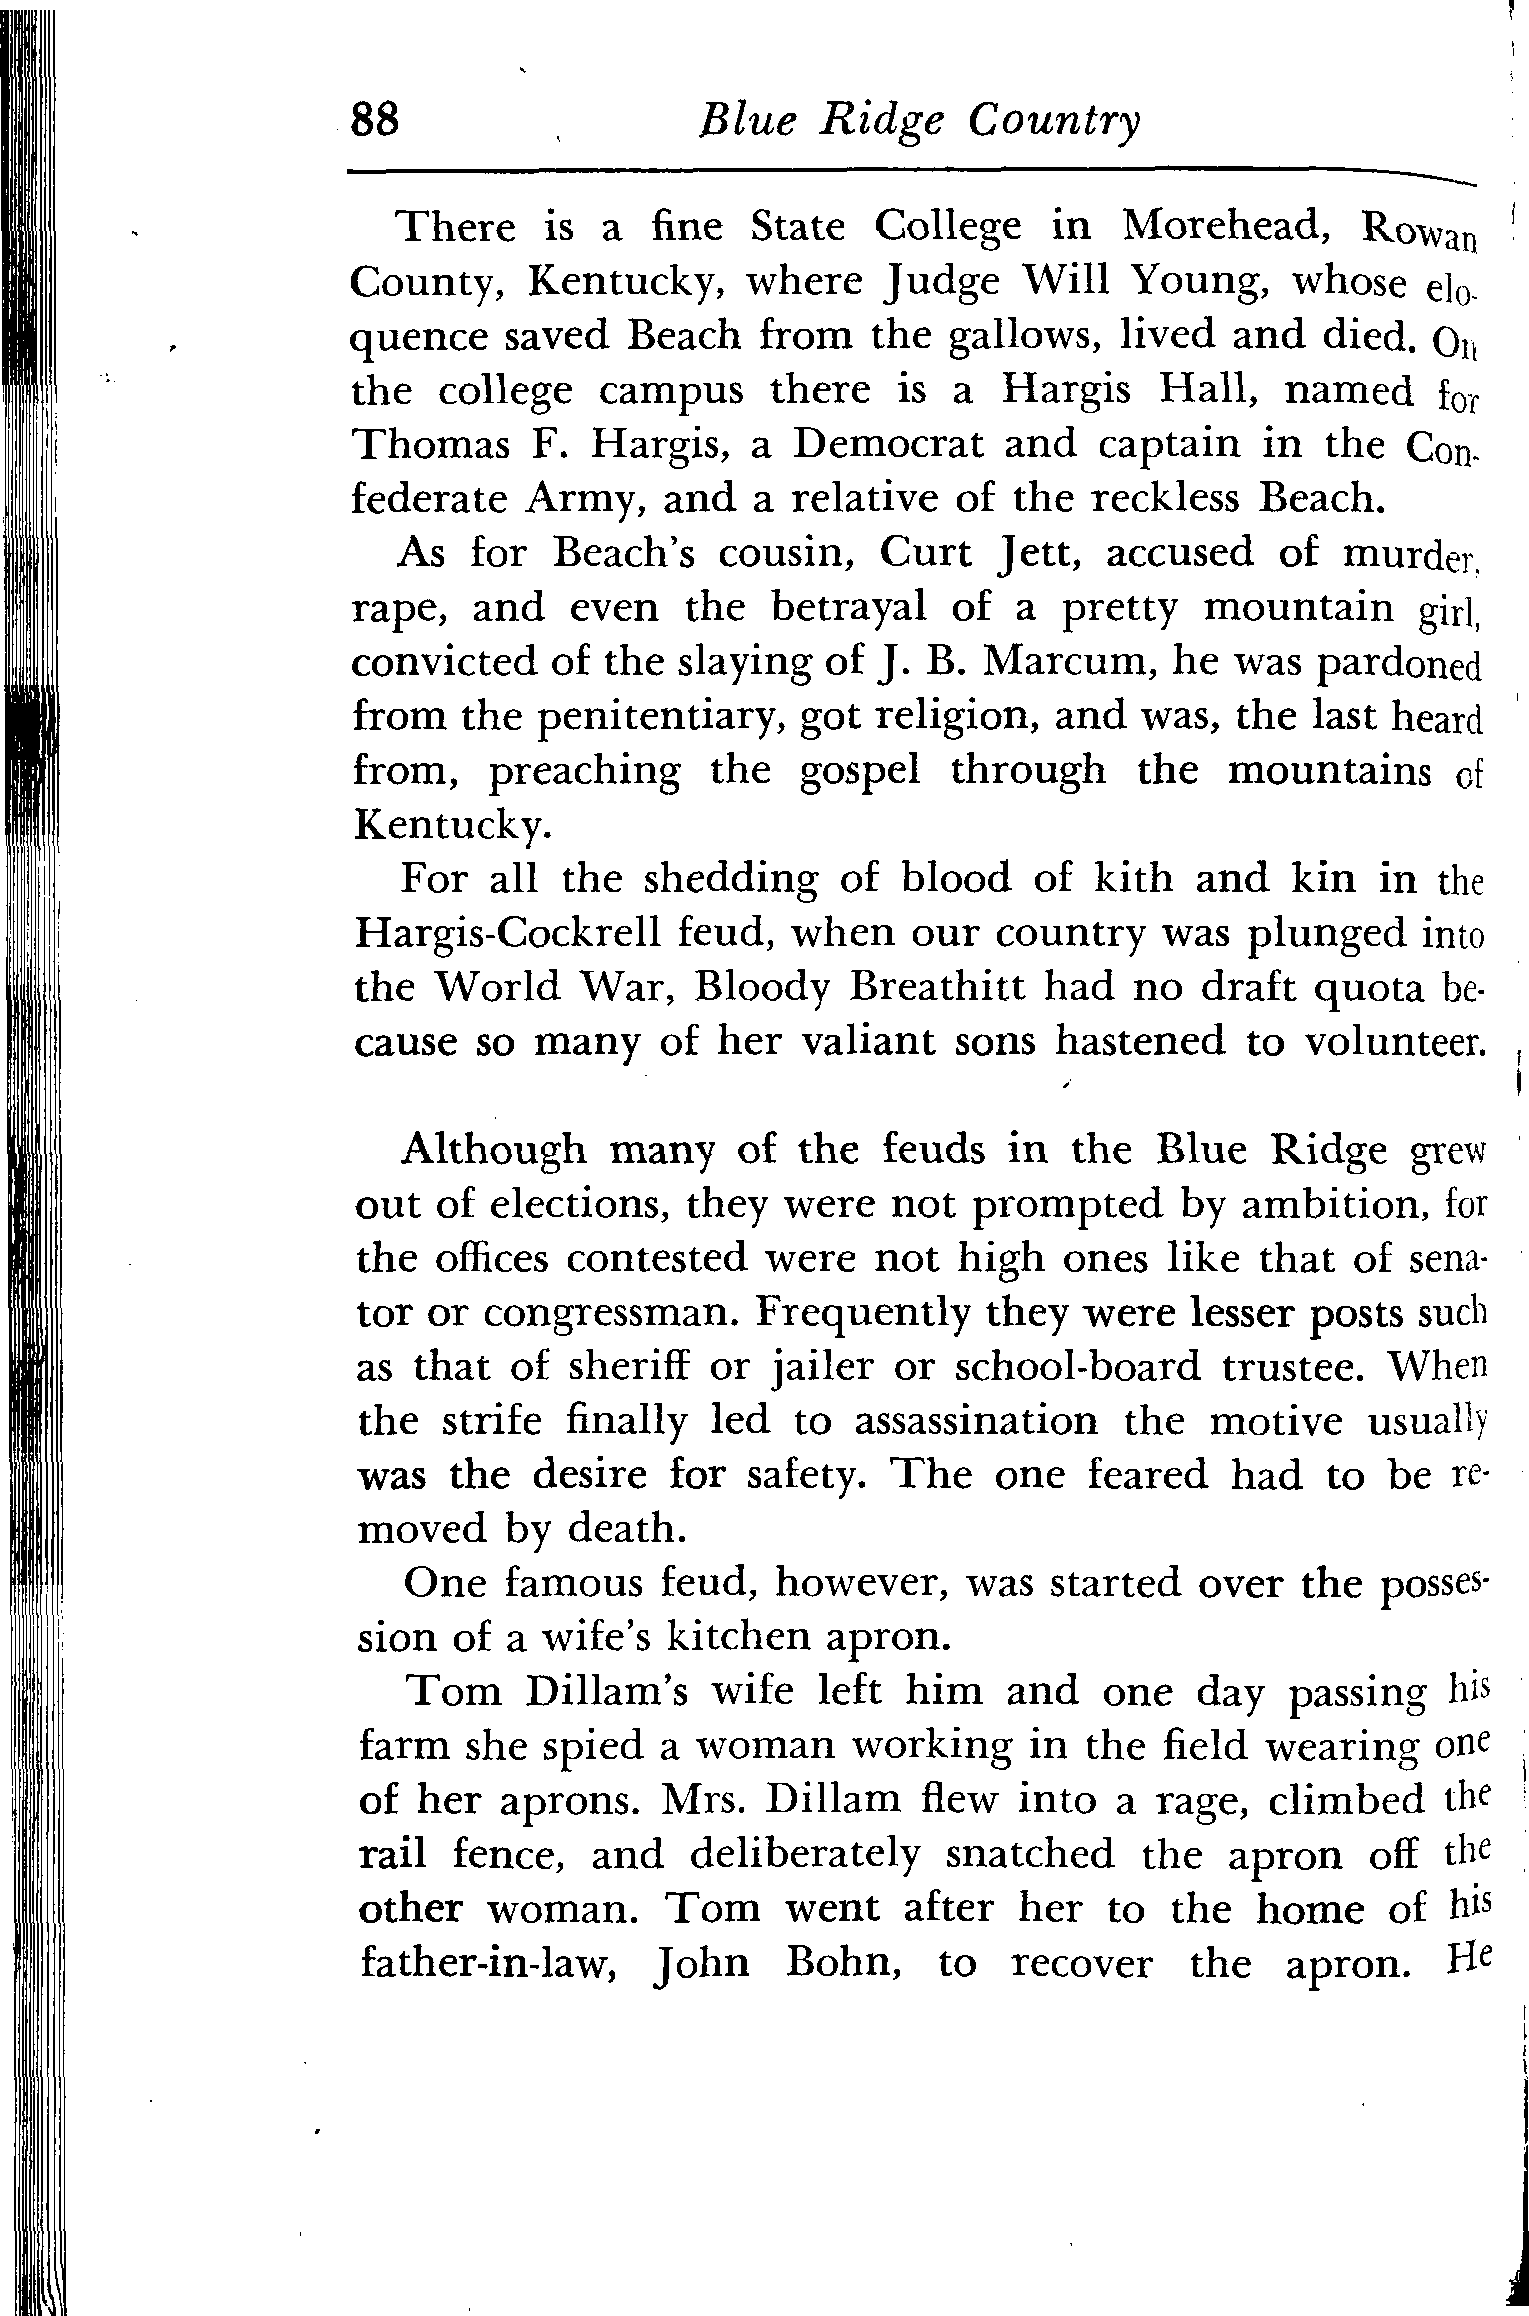 88 Blue Ridge Country
There is a fine State College in Morehead, Rowan
County, Kentucky, where Judge Will Young, whose elo-
quence saved Beach from the gallows, lived and died. On
the college campus there is a Hargis Hall, named for
Thomas F. Hargis, a Democrat and captain in the Con-
federate Army, and a relative of the reckless Beach.
As for Beach's cousin, Curt Jett, accused of murder,
rape, and even the betrayal of a pretty mountain girl,
convicted of the slaying of J. B. Marcum, he was pardoned
from the penitentiary, got religion, and was, the last heard
from, preaching the gospel through the mountains of
Kentucky.
For all the shedding of blood of kith and kin in the
Hargis-Cockrell feud, when our country was plunged into
the World War, Bloody Breathitt had no draft quota be-
cause so many of her valiant sons hastened to volunteer.
Although many of the feuds in the Blue Ridge grew
out of elections, they were not prompted by ambition, for
the offices contested were not high ones like that of sena-
tor or congressman. Frequently they were lesser posts such
as that of sheriff or jailer or school-board trustee. When
the strife finally led to assassination the motive usually
was the desire for safety. The one feared had to be re-
moved by death.
One famous feud, however, was started over the posses-
sion of a wife's kitchen apron.
Tom Dillam's wife left him and one day passing his
farm she spied a woman working in the field wearing one
of her aprons. Mrs. Dillam flew into a rage, climbed the
rail fence, and deliberately snatched the apron off the
other woman. Tom went after her to the home of his
father-in-law, John Bohn, to recover the apron. He